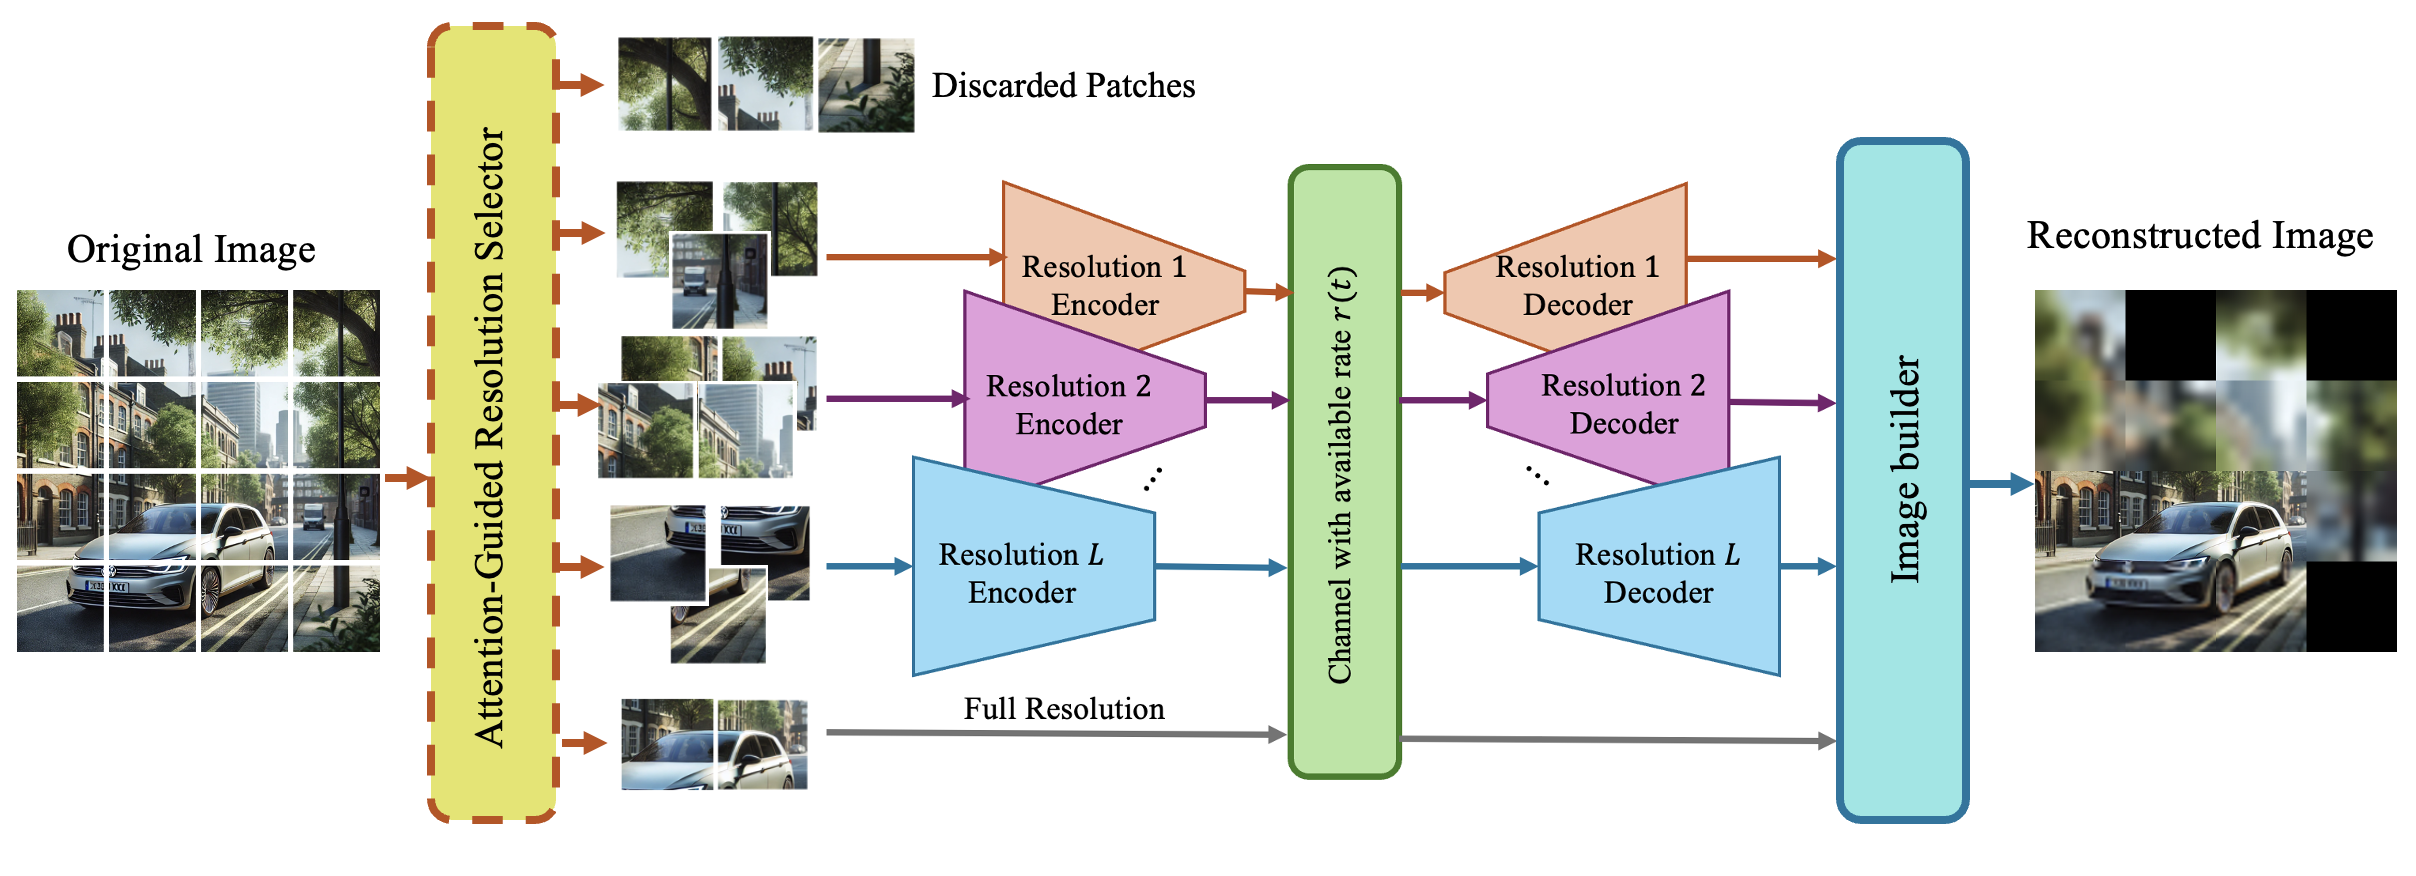 Original Image
Attention-Guided Resolution Selector
Discarded Patches
Resolution 1
Encoder
Resolution 2
Encoder
Resolution L
Encoder
Full Resolution
Channel with available rate r(t)
Resolution 1
Decoder
Resolution 2
Decoder
Resolution L
Decoder
Image builder
Reconstructed Image